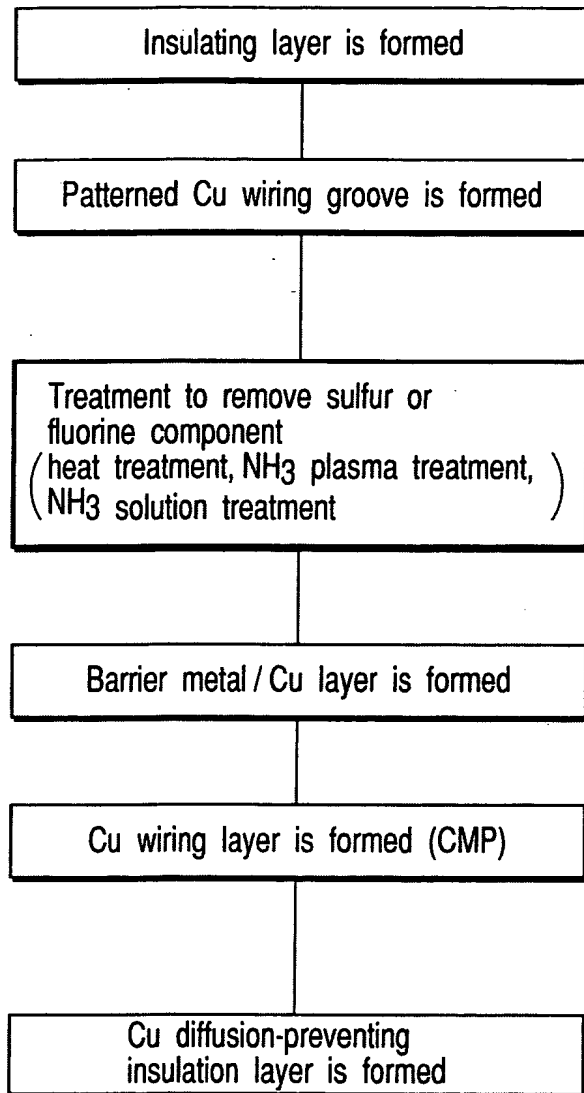 Insulating layer is formed
Patterned Cu wiring groove is formed
Treatment to remove sulfur or
fluorine component
(heat treatment, NH3 plasma treatment,
NH3 solution treatment)
Barrier metal / Cu layer is formed
Cu wiring layer is formed (CMP)
Cu diffusion-preventing
insulation layer is formed